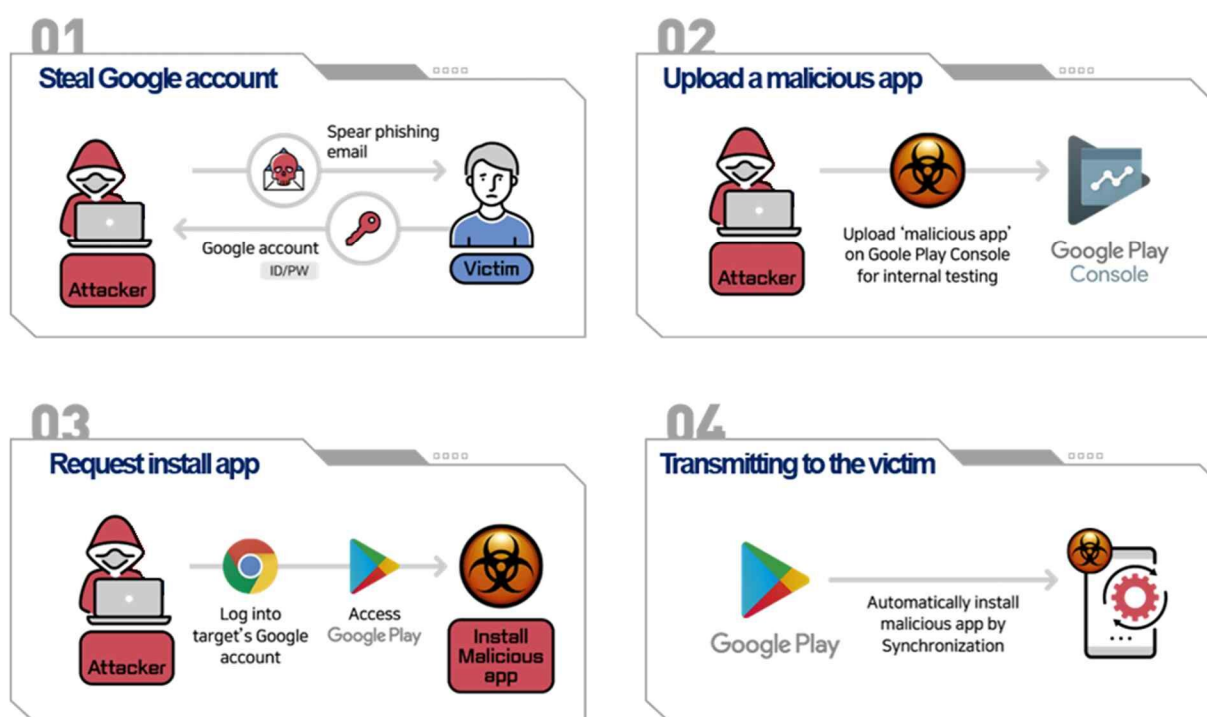 01
Steal Google account
Spear phishing
email
Google account
ID/PW
Attacker
Victim
02
Upload a malicious app
Upload ‘malicious app’
on Goole Play Console
for internal testing
Attacker
Google Play
Console
03
Request install app
Log into
target's Google
account
Access
Google Play
Attacker
Install
Malicious
app
04
Transmitting to the victim
Google Play
Automatically install
malicious app by
Synchronization